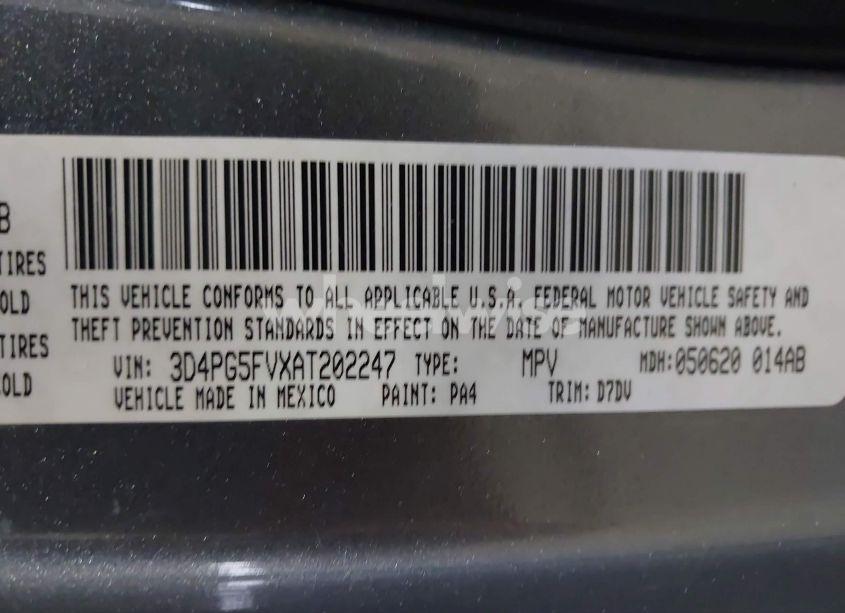 B
TIRES
OLD
TIRES
OLD
THIS VEHICLE CONFORMS TO ALL APPLICABLE U.S.A. FEDERAL MOTOR VEHICLE SAFETY AND
THEFT PREVENTION STANDARDS IN EFFECT ON THE DATE OF MANUFACTURE SHOWN ABOVE.
VIN: 3D4PG5FVXAT202247 TYPE: MPV MDH:050620 014AB
VEHICLE MADE IN MEXICO PAINT: PA4 TRIM: D7DV